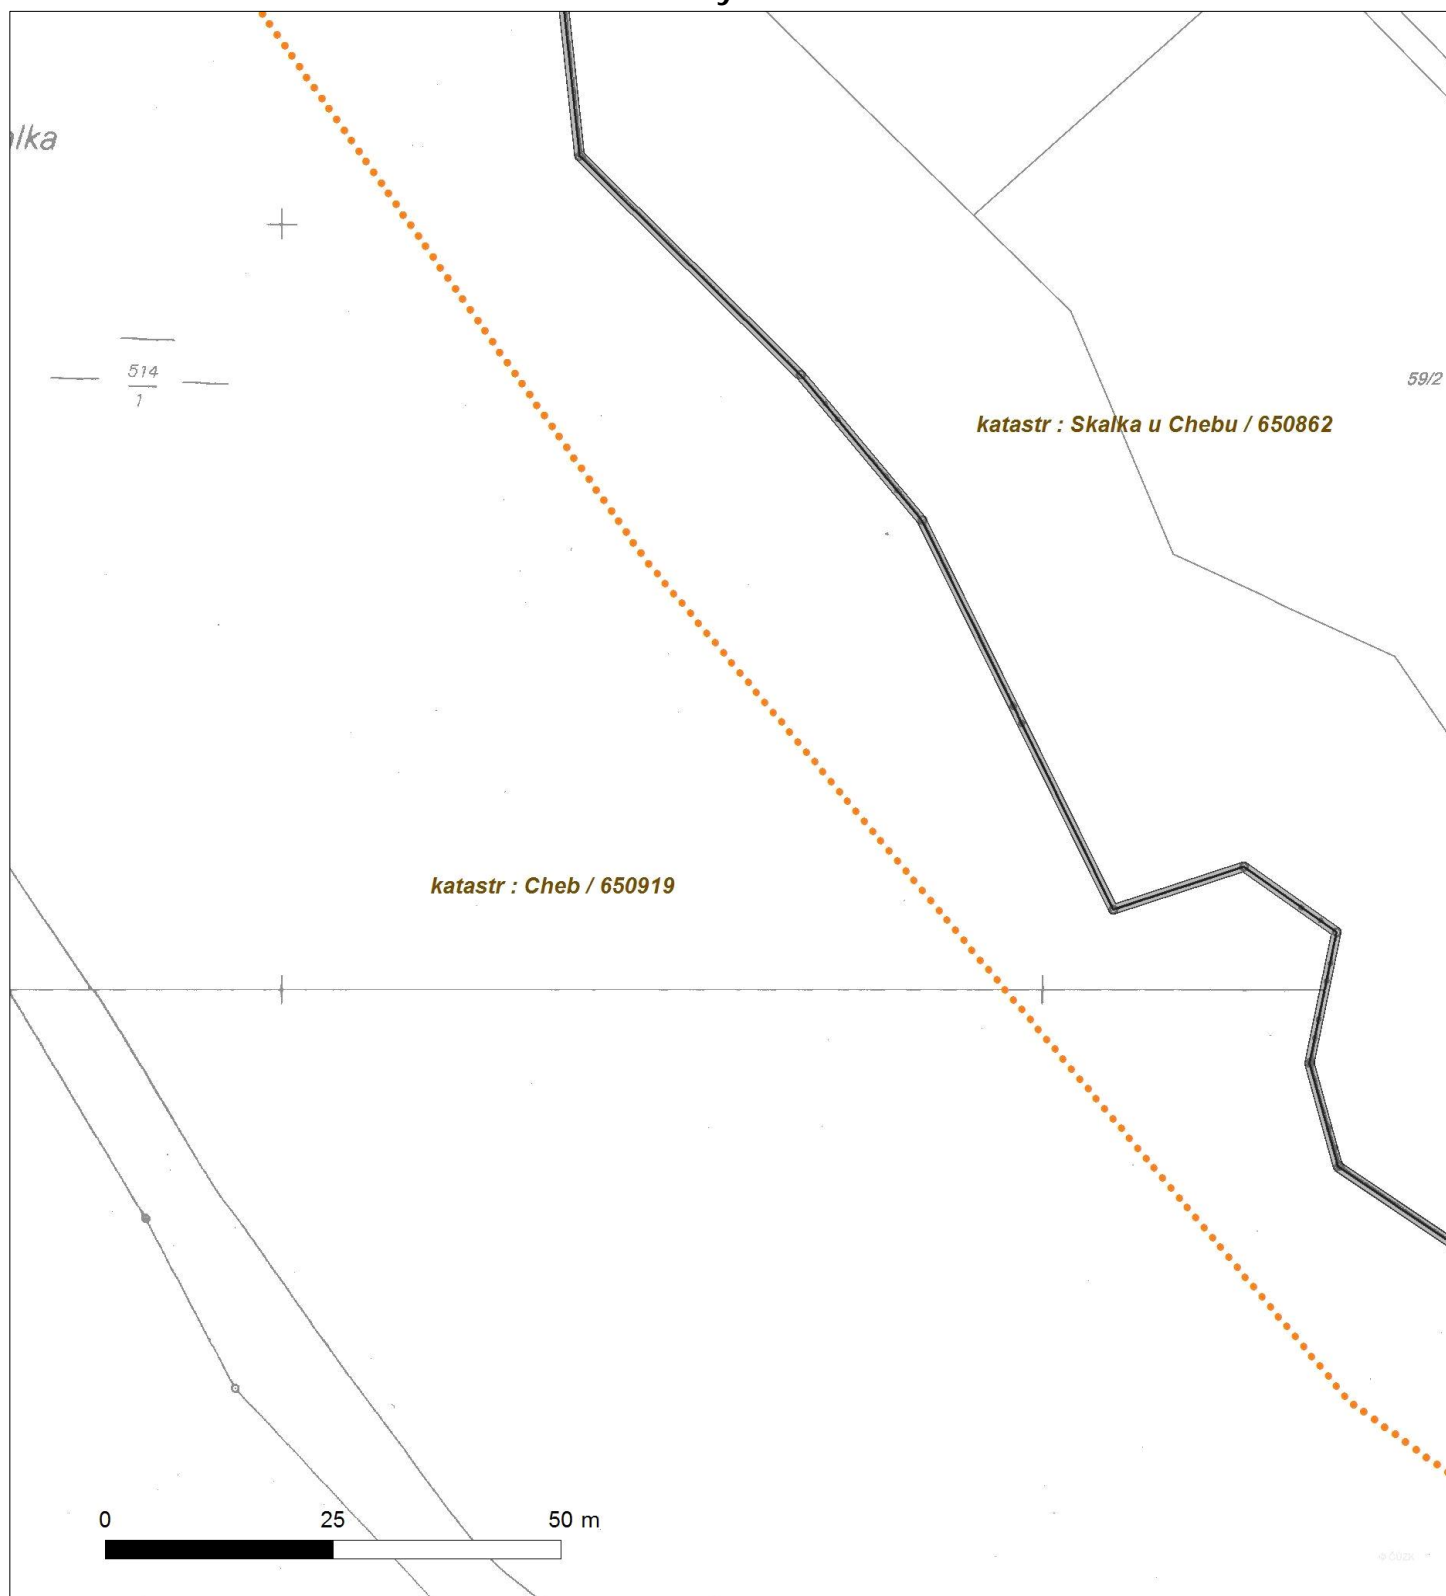 lka
514
1
59/2
katastr : Skalka u Chebu / 650862
katastr : Cheb / 650919
0 25 50 m